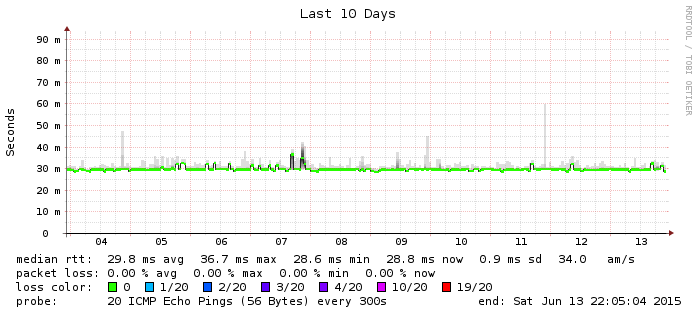 Last 10 Days
RRDTOOL / TOBI OETIKER
Seconds
90 m
80 m
70 m
60 m
50 m
40 m
30 m
20 m
10 m
0
04 05 06 07 08 09 10 11 12 13
median rtt: 29.8 ms avg 36.7 ms max 28.6 ms min 28.8 ms now 0.9 ms sd 34.0 am/s
packet loss: 0.00 % avg 0.00 % max 0.00 % min 0.00 % now
loss color: 0 1/20 2/20 3/20 4/20 10/20 19/20
probe: 20 ICMP Echo Pings (56 Bytes) every 300s end: Sat Jun 13 22:05:04 2015